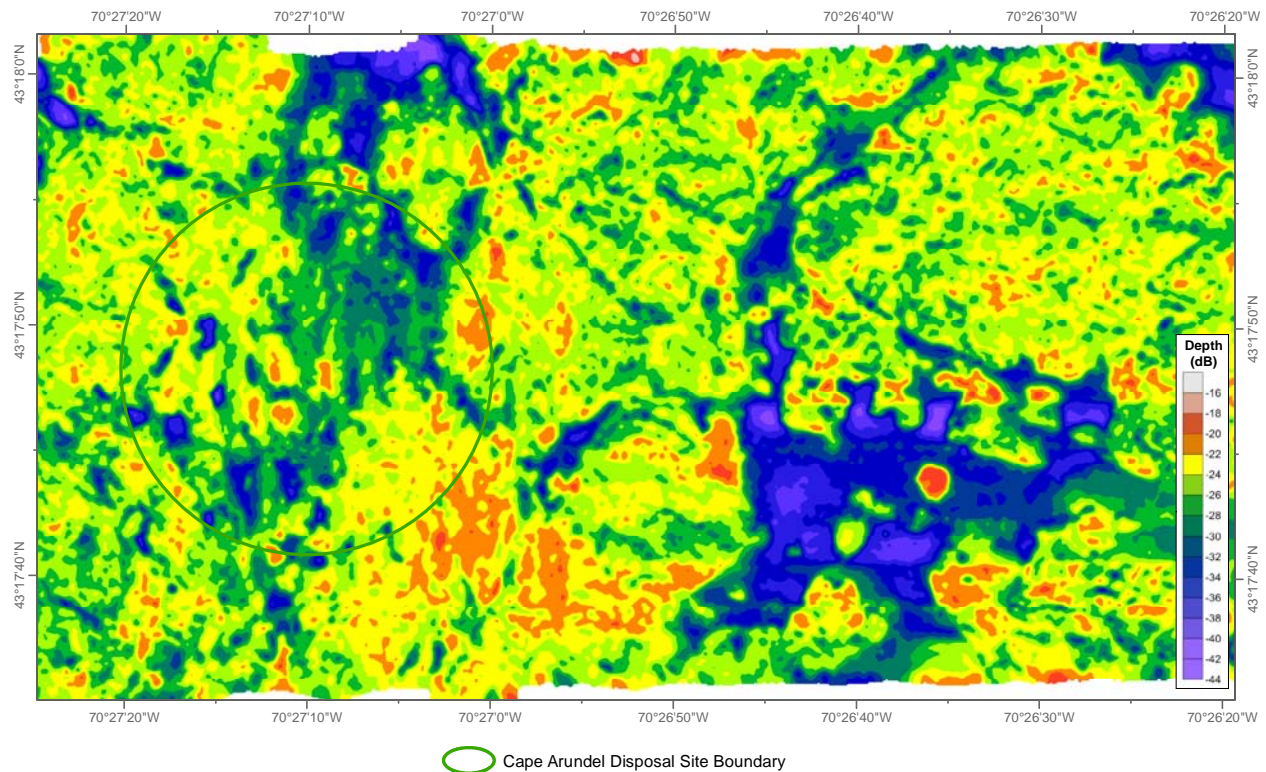 70°27'20"W 70°27'10"W 70°27'0"W 70°26'50"W 70°26'40"W 70°26'30"W 70°26'20"W
43°18'0"N 43°18'0"N
43°17'50"N 43°17'50"N
Depth
(dB)
-16
-18
-20
-22
-24
-26
-28
-30
-32
-34
-36
-38
-40
-42
-44
43°17'40"N 43°17'40"N
70°27'20"W 70°27'10"W 70°27'0"W 70°26'50"W 70°26'40"W 70°26'30"W 70°26'20"W
Cape Arundel Disposal Site Boundary